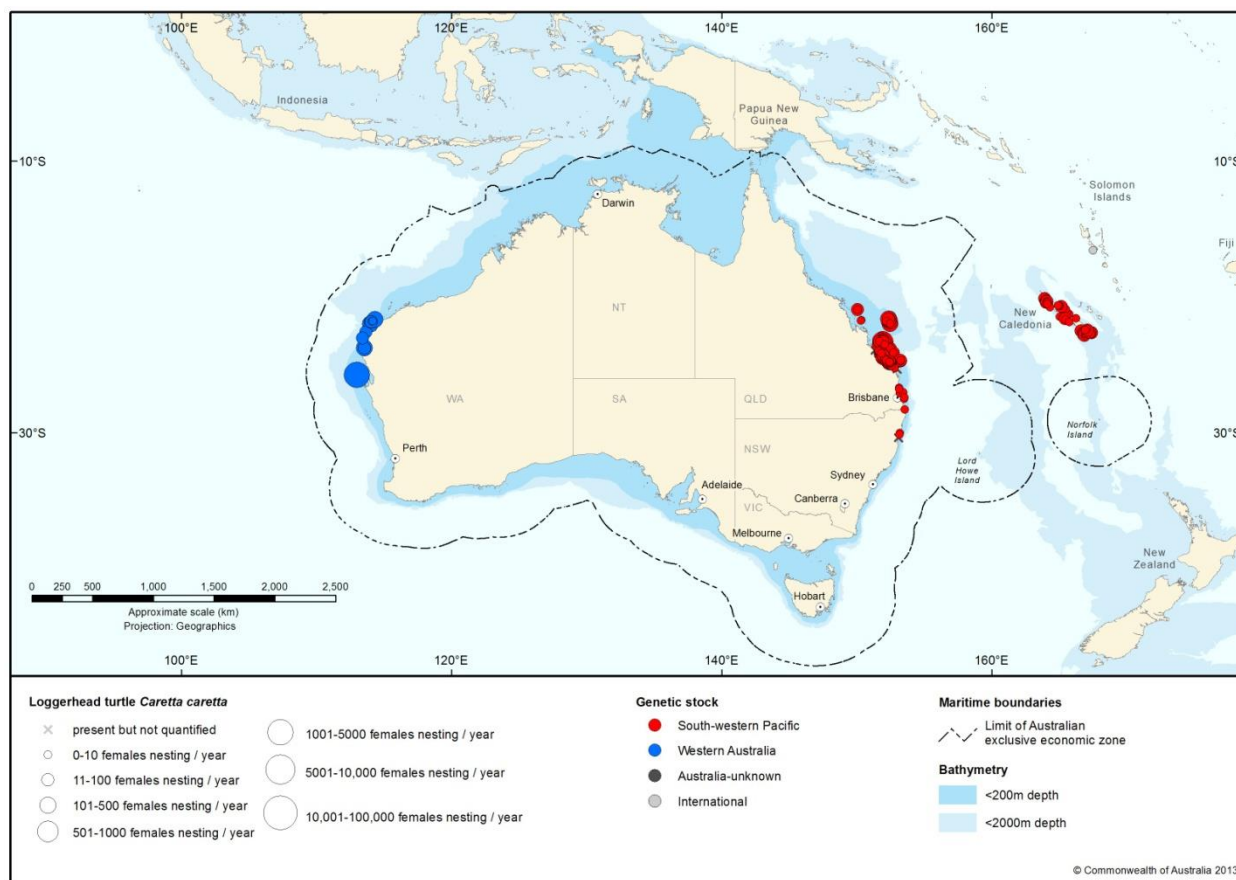 100°E
120°E
140°E
160°E
Indonesia
Papua New
Guinea
10°S
10°S
Solomon
Islands
Darwin
Fiji
NT
New
Caledonia
WA
SA
QLD
Brisbane
Norfolk
Island
30°S
30°S
Perth
NSW
Lord
Howe
Island
Sydney
Adelaide
Canberra
VIC
Melbourne
New
Zealand
0 250 500 1,000 1,500 2,000 2,500
Approximate scale (km)
Projection: Geographics
Hobart
100°E
120°E
140°E
160°E
Loggerhead turtle Caretta caretta
present but not quantified
0-10 females nesting / year
11-100 females nesting / year
101-500 females nesting / year
501-1000 females nesting / year
1001-5000 females nesting / year
5001-10,000 females nesting / year
10,001-100,000 females nesting / year
Genetic stock
South-western Pacific
Western Australia
Australia-unknown
International
Maritime boundaries
Limit of Australian
exclusive economic zone
Bathymetry
<200m depth
<2000m depth
© Commonwealth of Australia 2013